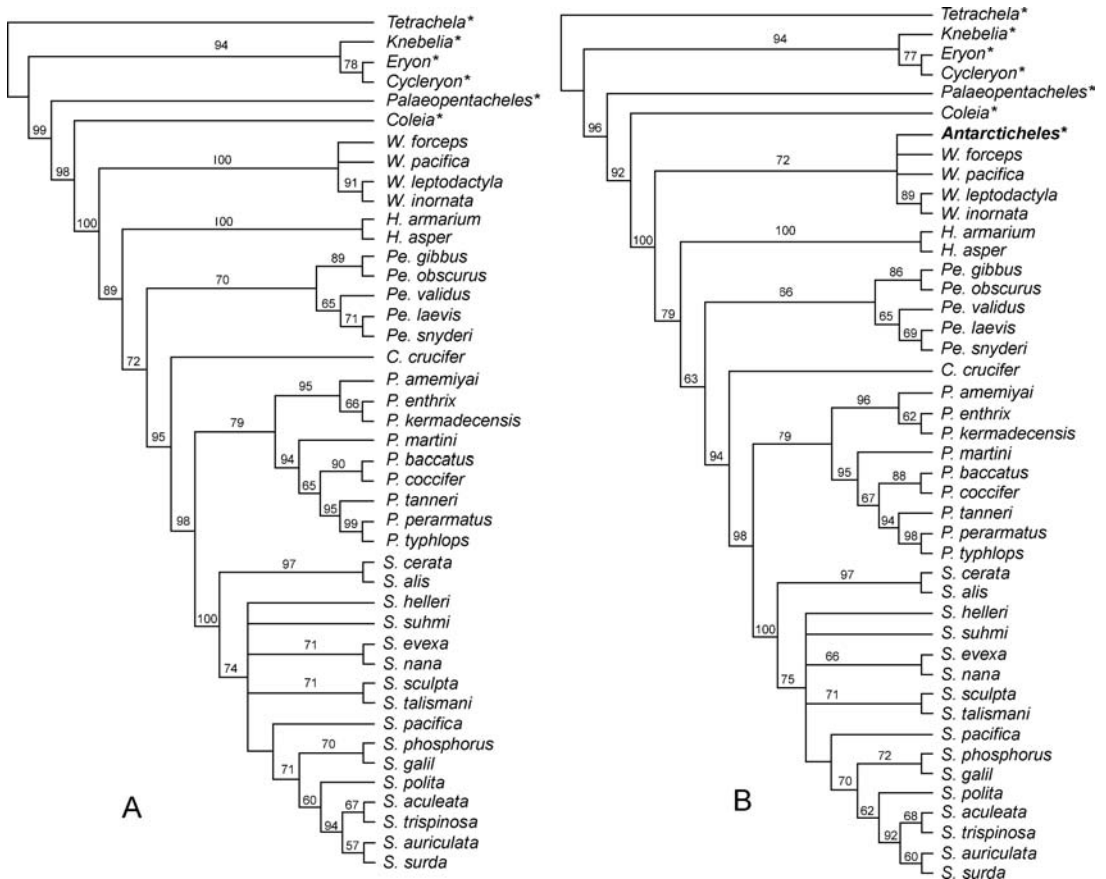 Tetrachela*
94
Knebelia*
78
Eryon*
Cycleryon*
Palaeopentacheles*
99
Coleia*
98
W. forceps
100
W. pacifica
91
W. leptodactyla
W. inornata
100
100
H. armarium
H. asper
89
89
Pe. gibbus
70
Pe. obscurus
65
Pe. validus
71
Pe. laevis
Pe. snyderi
72
C. crucifer
95
P. amemiyai
66
P. enthrix
79
P. kermadecensis
95
P. martini
94
90
P. baccatus
65
P. coccifer
95
P. tanneri
99
P. perarmatus
98
P. typhlops
97
S. cerata
S. alis
100
S. helleri
S. suhmi
71
S. evexa
74
S. nana
71
S. sculpta
S. talismani
S. pacifica
70
S. phosphorus
71
S. galil
S. polita
60
67
S. aculeata
94
S. trispinosa
57
S. auriculata
S. surda
A
Tetrachela*
94
Knebelia*
77
Eryon*
Cycleryon*
Palaeopentacheles*
96
Coleia*
92
Antarcticheles*
W. forceps
72
W. pacifica
89
W. leptodactyla
W. inornata
100
100
H. armarium
H. asper
86
Pe. gibbus
66
Pe. obscurus
79
65
Pe. validus
69
Pe. laevis
Pe. snyderi
63
C. crucifer
96
P. amemiyai
62
P. enthrix
79
P. kermadecensis
94
P. martini
95
88
P. baccatus
67
P. coccifer
94
P. tanneri
98
P. perarmatus
98
P. typhlops
97
S. cerata
S. alis
100
S. helleri
S. suhmi
66
S. evexa
75
S. nana
71
S. sculpta
S. talismani
S. pacifica
72
S. phosphorus
70
S. galil
S. polita
62
68
S. aculeata
92
S. trispinosa
60
S. auriculata
S. surda
B